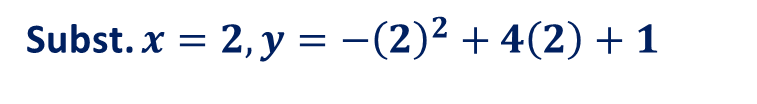 Subst. x = 2, y = −(2)² + 4(2) + 1